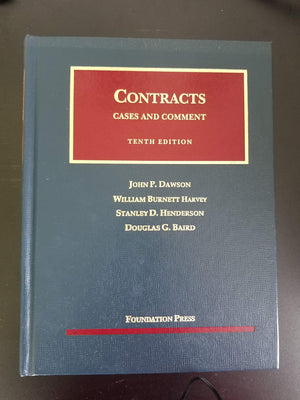 CONTRACTS
CASES AND COMMENT
TENTH EDITION
JOHN P. DAWSON
WILLIAM BURNETT HARVEY
STANLEY D. HENDERSON
DOUGLAS G. BAIRD
FOUNDATION PRESS